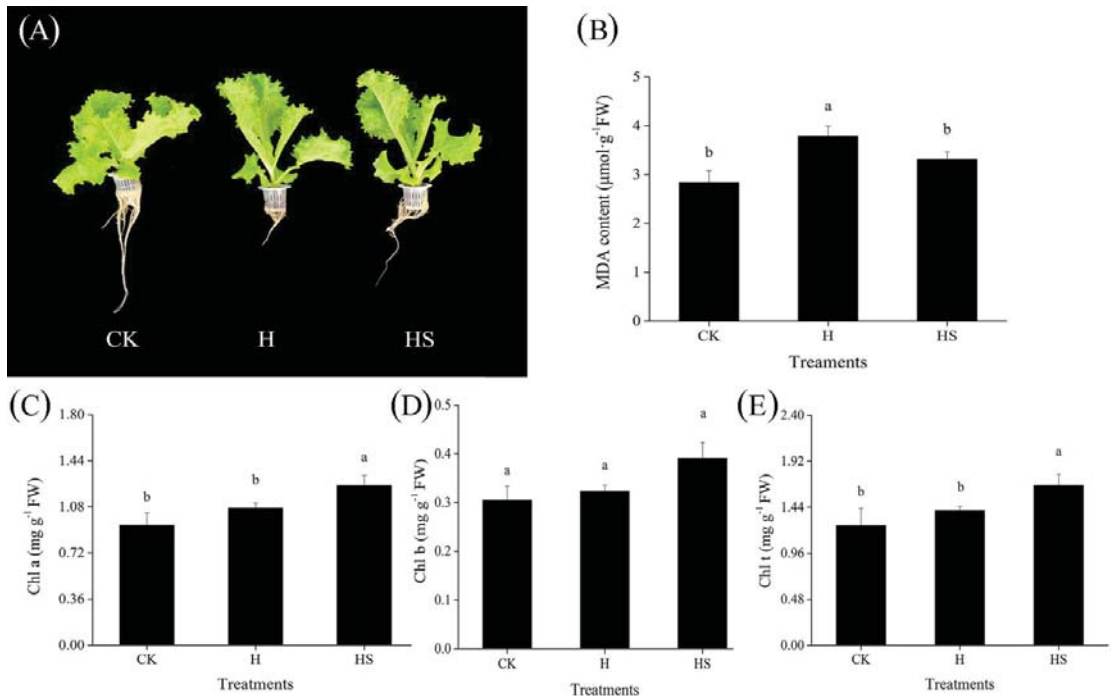 (A)
CK H HS
(B)
MDA content (μmol·g⁻¹FW)
5
4
3
2
1
0
b
a
b
CK H HS
Treaments
(C)
Chl a (mg g⁻¹ FW)
1.80
1.44
1.08
0.72
0.36
0.00
b
b
a
CK H HS
Treatments
(D)
Chl b (mg g⁻¹ FW)
0.5
0.4
0.3
0.2
0.1
0.0
a
a
a
CK H HS
Treatments
(E)
Chl t (mg g⁻¹ FW)
2.40
1.92
1.44
0.96
0.48
0.00
b
b
a
CK H HS
Treatments